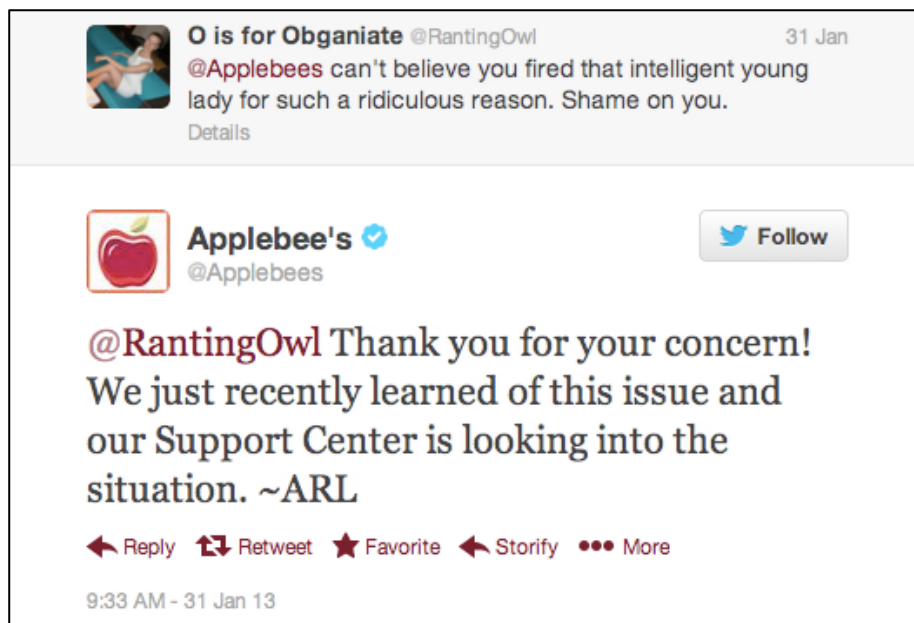 O is for Obganiate @RantingOwl 31 Jan
@Applebees can't believe you fired that intelligent young
lady for such a ridiculous reason. Shame on you.
Details
Applebee's
@Applebees
Follow
@RantingOwl Thank you for your concern!
We just recently learned of this issue and
our Support Center is looking into the
situation. ~ARL
Reply Retweet Favorite Storify More
9:33 AM - 31 Jan 13